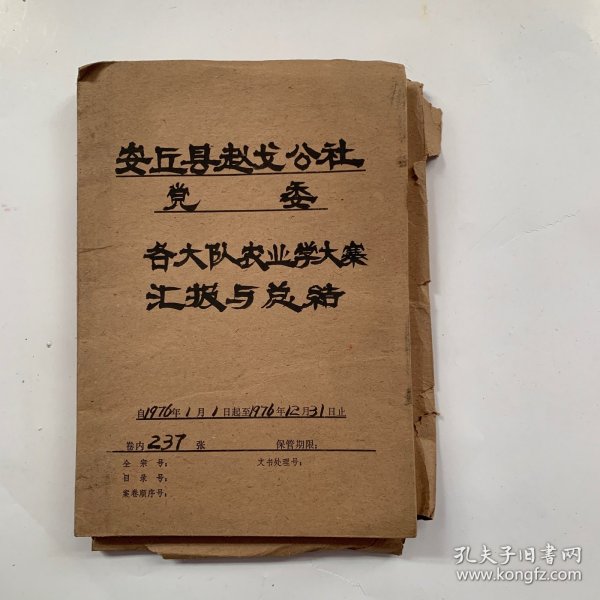 安丘县赵戈公社
党委
各大队农业学大寨
汇报与总结
自1976年1月1日起至1976年12月31日止
卷内237张 保管期限：
全宗号： 文书处理号：
目录号：
案卷顺序号：
孔夫子旧书网
www.kongfz.com